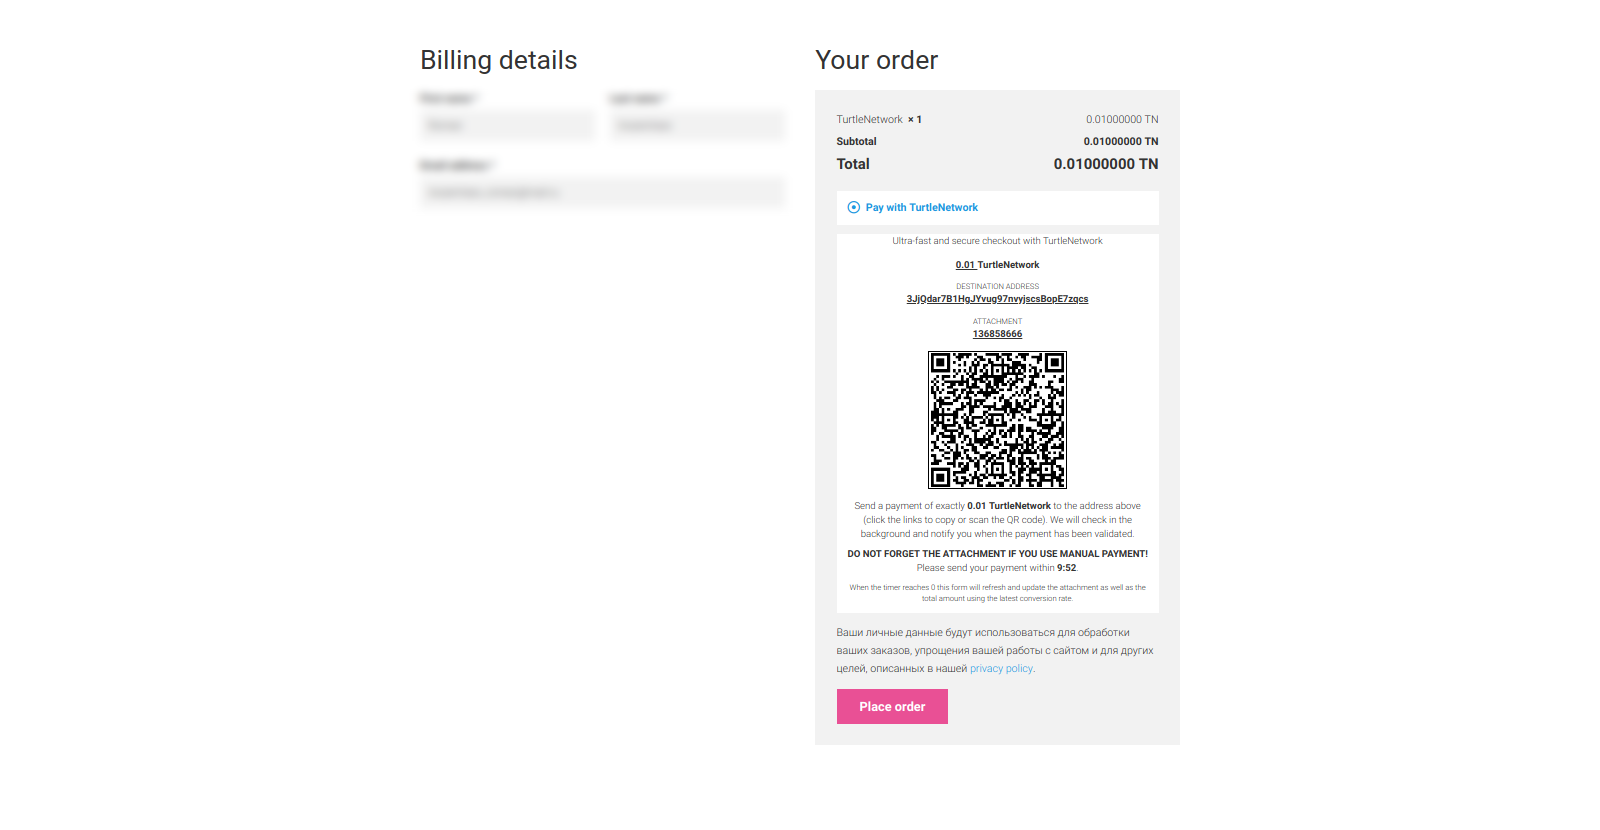 Billing details
Your order
TurtleNetwork × 1 0.01000000 TN
Subtotal 0.01000000 TN
Total 0.01000000 TN
Pay with TurtleNetwork
Ultra-fast and secure checkout with TurtleNetwork
0.01 TurtleNetwork
DESTINATION ADDRESS
3JjQdar7B1HgJYvug97nvyjscsBopE7zqcs
ATTACHMENT
136858666
Send a payment of exactly 0.01 TurtleNetwork to the address above
(click the links to copy or scan the QR code). We will check in the
background and notify you when the payment has been validated.
DO NOT FORGET THE ATTACHMENT IF YOU USE MANUAL PAYMENT!
Please send your payment within 9:52.
When the timer reaches 0 this form will refresh and update the attachment as well as the
total amount using the latest conversion rate.
Ваши личные данные будут использоваться для обработки
ваших заказов, упрощения вашей работы с сайтом и для других
целей, описанных в нашей privacy policy.
Place order